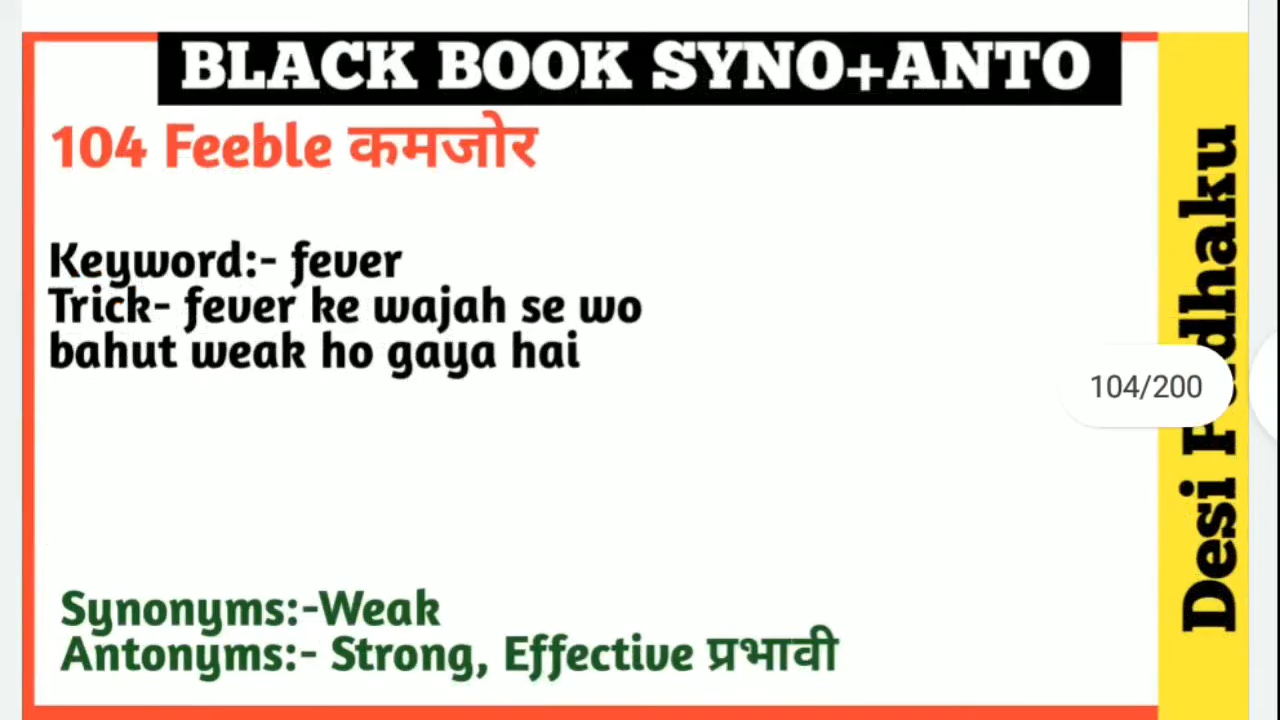 BLACK BOOK SYNO+ANTO
104 Feeble कमजोर
Keyword:- fever
Trick- fever ke wajah se wo
bahut weak ho gaya hai
Synonyms:-Weak
Antonyms:- Strong, Effective प्रभावी
104/200
Desi